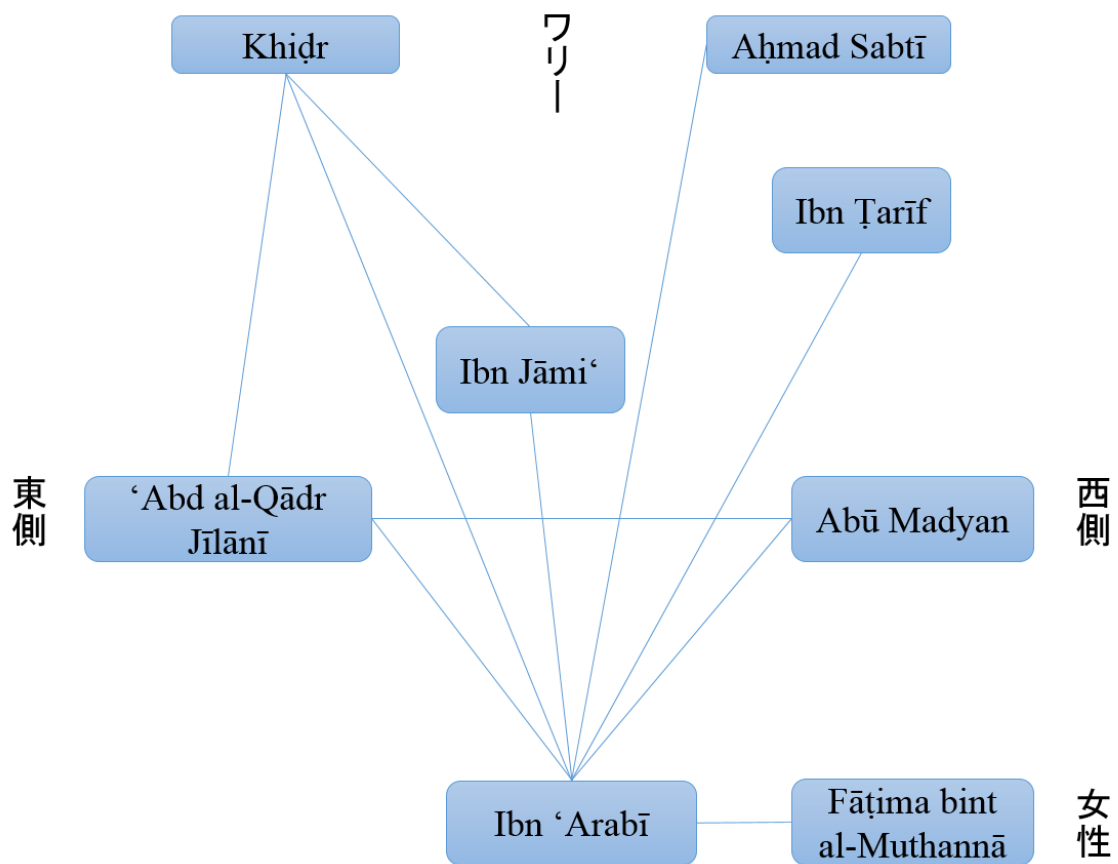 Khiḍr
ワリー
Aḥmad Sabtī
Ibn Ṭarīf
Ibn Jāmi‘
東側
‘Abd al-Qādr
Jīlānī
Abū Madyan
西側
Ibn ‘Arabī
Fāṭima bint
al-Muthannā
女性